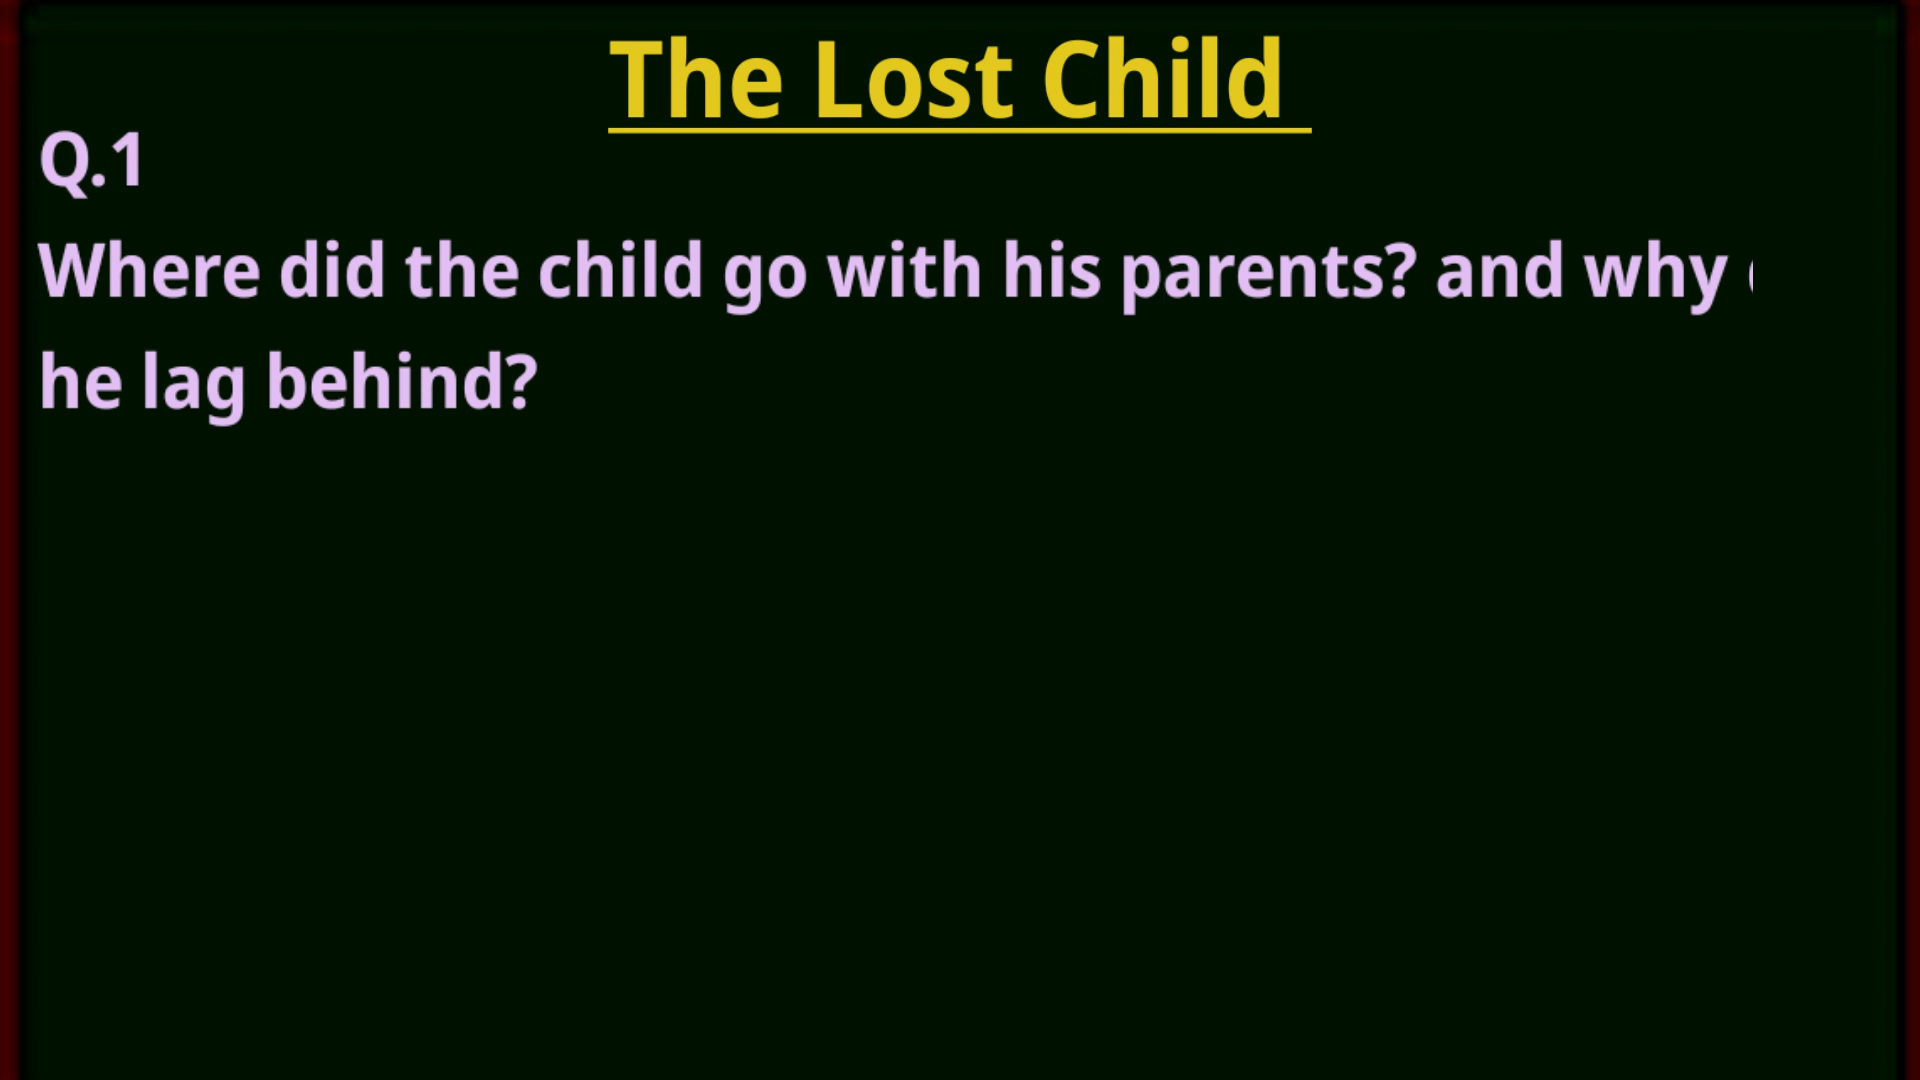 The Lost Child
Q.1
Where did the child go with his parents? and why
he lag behind?